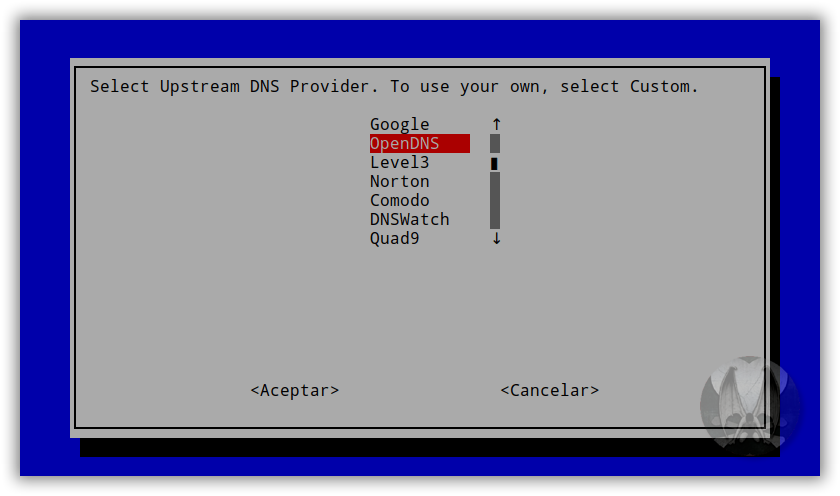 Select Upstream DNS Provider. To use your own, select Custom.
Google ↑
OpenDNS
Level3
Norton
Comodo
DNSWatch
Quad9 ↓
<Aceptar> <Cancelar>